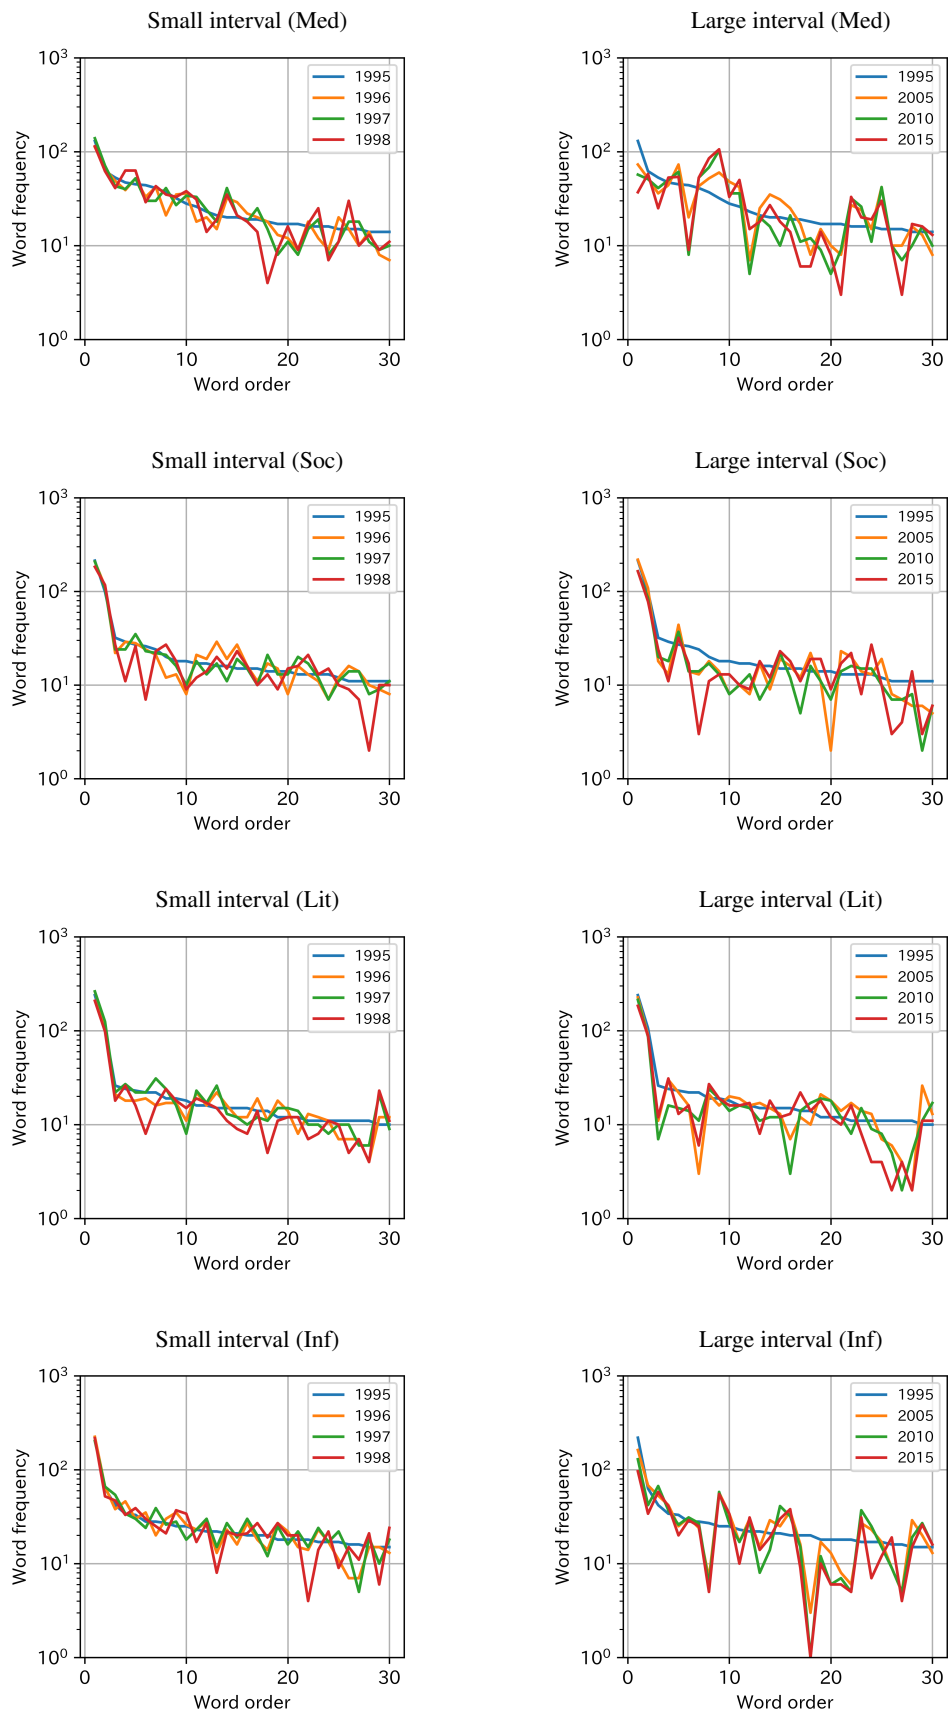 Small interval (Med)
Large interval (Med)
10³
10²
10¹
10⁰
Word frequency
1995
1996
1997
1998
0 10 20 30
Word order
10³
10²
10¹
10⁰
Word frequency
1995
2005
2010
2015
0 10 20 30
Word order
Small interval (Soc)
Large interval (Soc)
10³
10²
10¹
10⁰
Word frequency
1995
1996
1997
1998
0 10 20 30
Word order
10³
10²
10¹
10⁰
Word frequency
1995
2005
2010
2015
0 10 20 30
Word order
Small interval (Lit)
Large interval (Lit)
10³
10²
10¹
10⁰
Word frequency
1995
1996
1997
1998
0 10 20 30
Word order
10³
10²
10¹
10⁰
Word frequency
1995
2005
2010
2015
0 10 20 30
Word order
Small interval (Inf)
Large interval (Inf)
10³
10²
10¹
10⁰
Word frequency
1995
1996
1997
1998
0 10 20 30
Word order
10³
10²
10¹
10⁰
Word frequency
1995
2005
2010
2015
0 10 20 30
Word order